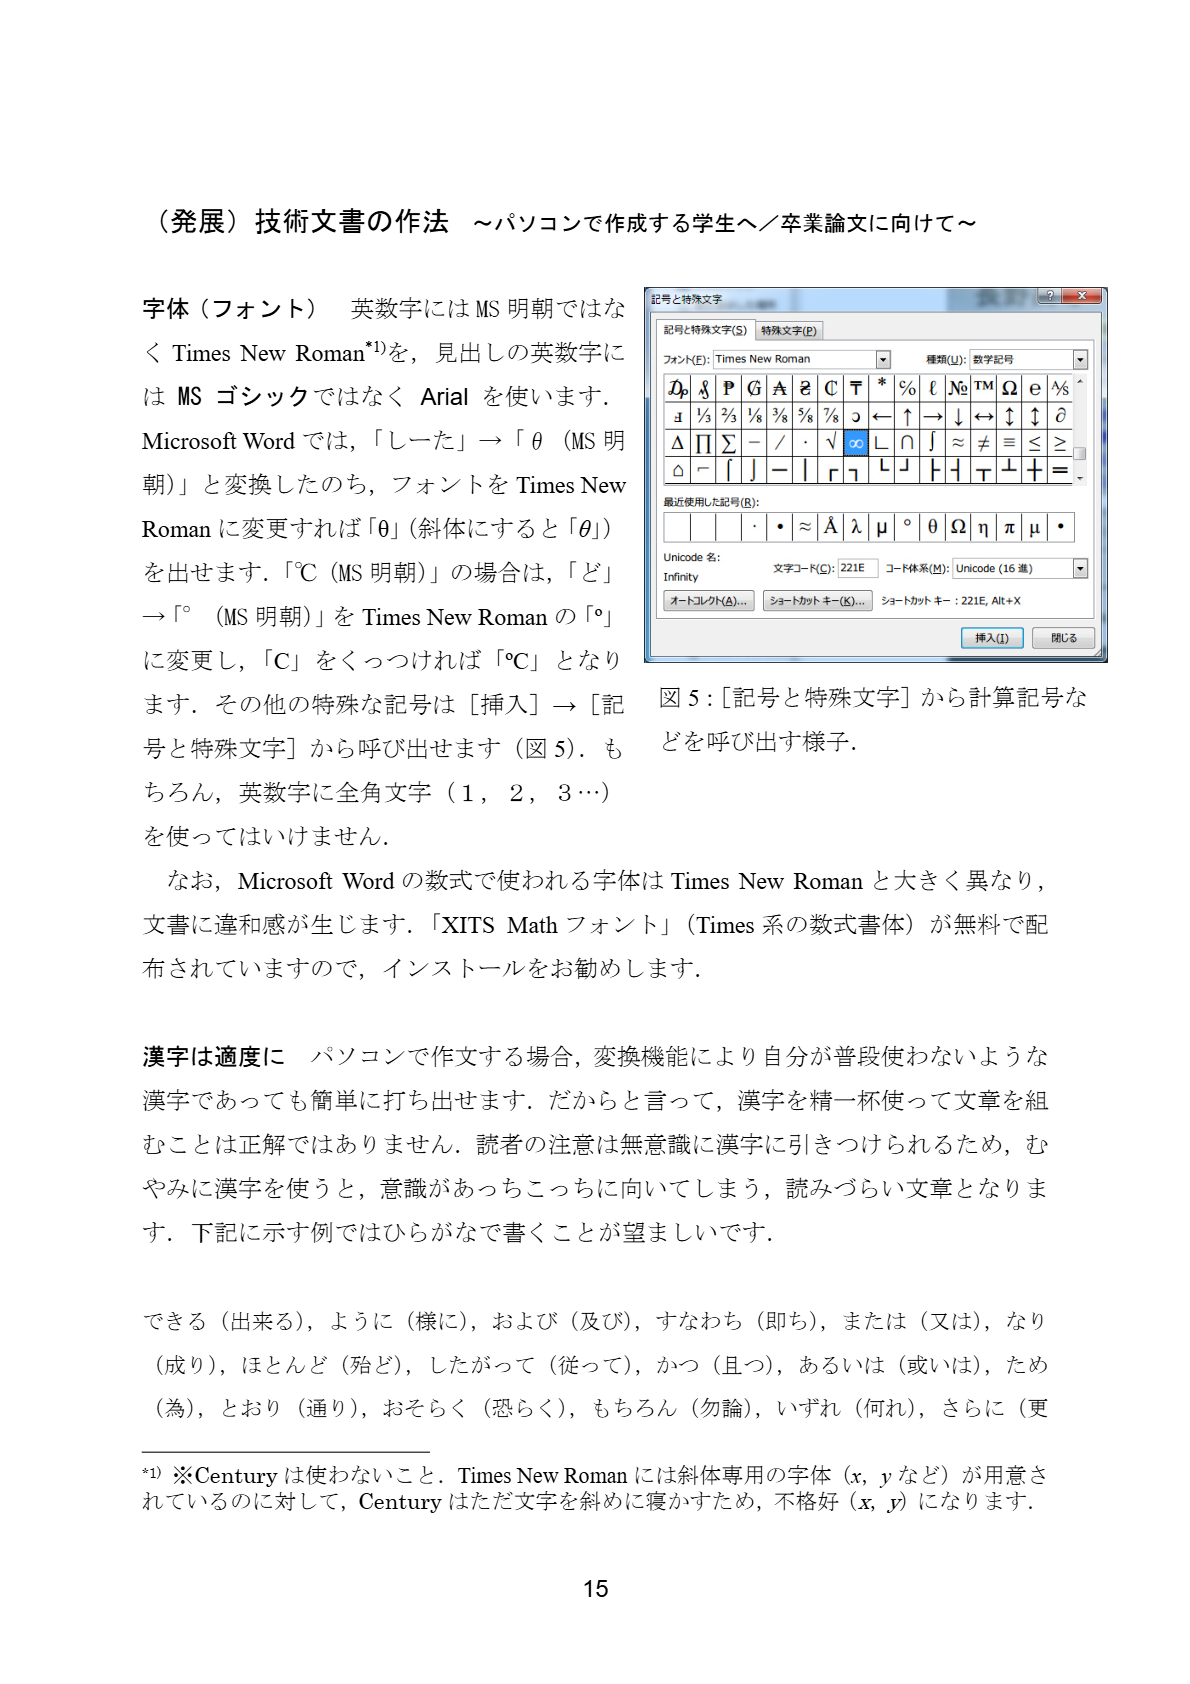 （発展）技術文書の作法　～パソコンで作成する学生へ／卒業論文に向けて～
字体（フォント）　英数字には MS 明朝ではな
く Times New Roman*1)を，見出しの英数字に
は MS ゴシックではなく Arial を使います．
Microsoft Word では，「しーた」→「θ（MS 明
朝）」と変換したのち，フォントを Times New
Roman に変更すれば「θ」（斜体にすると「θ」）
を出せます．「℃（MS 明朝）」の場合は，「ど」
→「°（MS 明朝）」を Times New Roman の「º」
に変更し，「C」をくっつければ「ºC」となり
ます．その他の特殊な記号は［挿入］→［記
号と特殊文字］から呼び出せます（図 5）．も
ちろん，英数字に全角文字（１，２，３…）
を使ってはいけません．
記号と特殊文字
記号と特殊文字(S) 特殊文字(P)
フォント(F): Times New Roman 種類(U): 数学記号
₱ ₲ ₳ ₴ ₵ ₸ * ℅ ℓ № ™ Ω ℮ ⅍
ⅎ ⅓ ⅔ ⅛ ⅜ ⅝ ⅞ ↄ ← ↑ → ↓ ↔ ↕ ↨ ∂
∆ ∏ ∑ − ∕ ∙ √ ∞ ∟ ∩ ∫ ≈ ≠ ≡ ≤ ≥
⌂ ⌐ ⌠ ⌡ ─ │ ┌ ┐ └ ┘ ├ ┤ ┬ ┴ ┼ ═
最近使用した記号(R):
· • ≈ Å λ µ ° θ Ω η π μ •
Unicode 名:
Infinity
文字コード(C): 221E コード体系(M): Unicode (16 進)
オートコレクト(A)... ショートカット キー(K)... ショートカット キー : 221E, Alt+X
挿入(I) 閉じる
図 5：［記号と特殊文字］から計算記号な
どを呼び出す様子．
なお，Microsoft Word の数式で使われる字体は Times New Roman と大きく異なり，
文書に違和感が生じます．「XITS Math フォント」（Times 系の数式書体）が無料で配
布されていますので，インストールをお勧めします．
漢字は適度に　パソコンで作文する場合，変換機能により自分が普段使わないような
漢字であっても簡単に打ち出せます．だからと言って，漢字を精一杯使って文章を組
むことは正解ではありません．読者の注意は無意識に漢字に引きつけられるため，む
やみに漢字を使うと，意識があっちこっちに向いてしまう，読みづらい文章となりま
す．下記に示す例ではひらがなで書くことが望ましいです．
できる（出来る），ように（様に），および（及び），すなわち（即ち），または（又は），なり
（成り），ほとんど（殆ど），したがって（従って），かつ（且つ），あるいは（或いは），ため
（為），とおり（通り），おそらく（恐らく），もちろん（勿論），いずれ（何れ），さらに（更
*1) ※Century は使わないこと．Times New Roman には斜体専用の字体（x, y など）が用意さ
れているのに対して，Century はただ文字を斜めに寝かすため，不格好（x, y）になります．
15